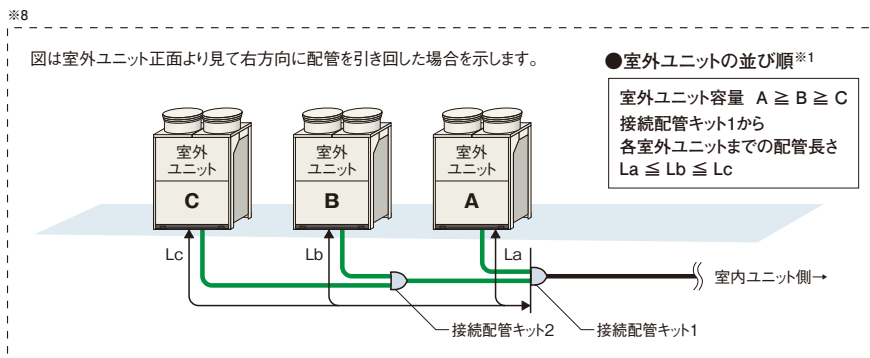 ※8
図は室外ユニット正面より見て右方向に配管を引き回した場合を示します。
●室外ユニットの並び順※1
室外ユニット容量 A ≧ B ≧ C
接続配管キット1から
各室外ユニットまでの配管長さ
La ≦ Lb ≦ Lc
室外
ユニット
C
室外
ユニット
B
室外
ユニット
A
Lc
Lb
La
室内ユニット側→
接続配管キット2
接続配管キット1